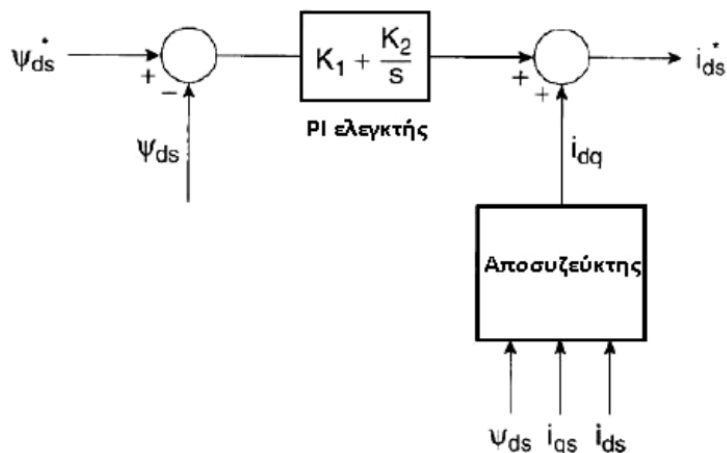 ψds* + − K1 + K2/s + + ids*
PI ελεγκτής
ψds
idq
Αποσυζεύκτης
ψds iqs ids